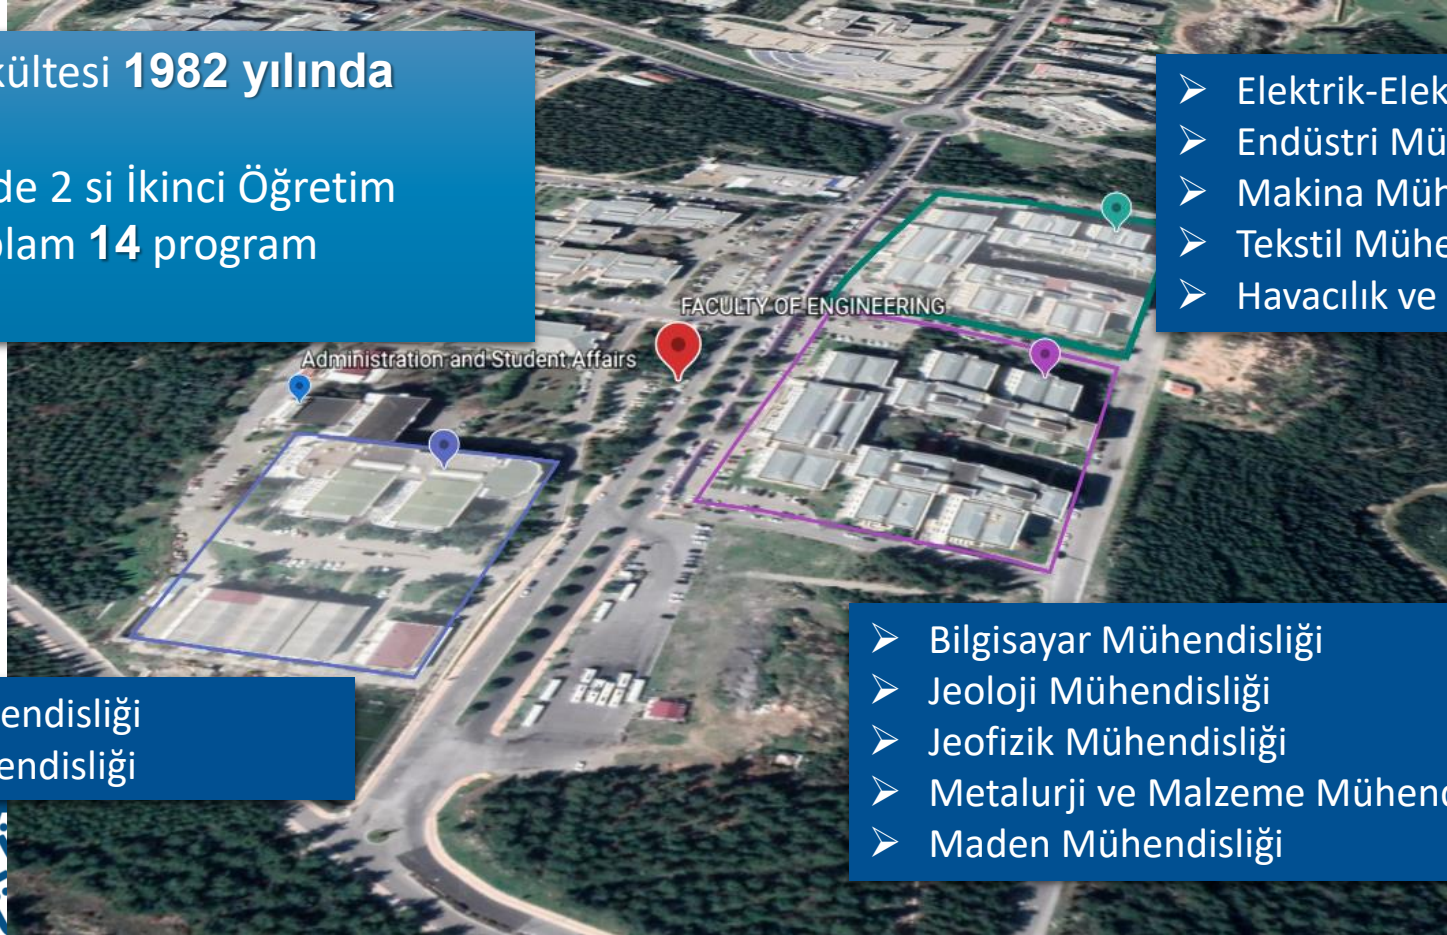 kültesi 1982 yılında
de 2 si İkinci Öğretim
plam 14 program
Elektrik-Elek
Endüstri Mü
Makina Müh
Tekstil Mühe
Havacılık ve
FACULTY OF ENGINEERING
Administration and Student Affairs
endisliği
endisliği
Bilgisayar Mühendisliği
Jeoloji Mühendisliği
Jeofizik Mühendisliği
Metalurji ve Malzeme Mühend
Maden Mühendisliği